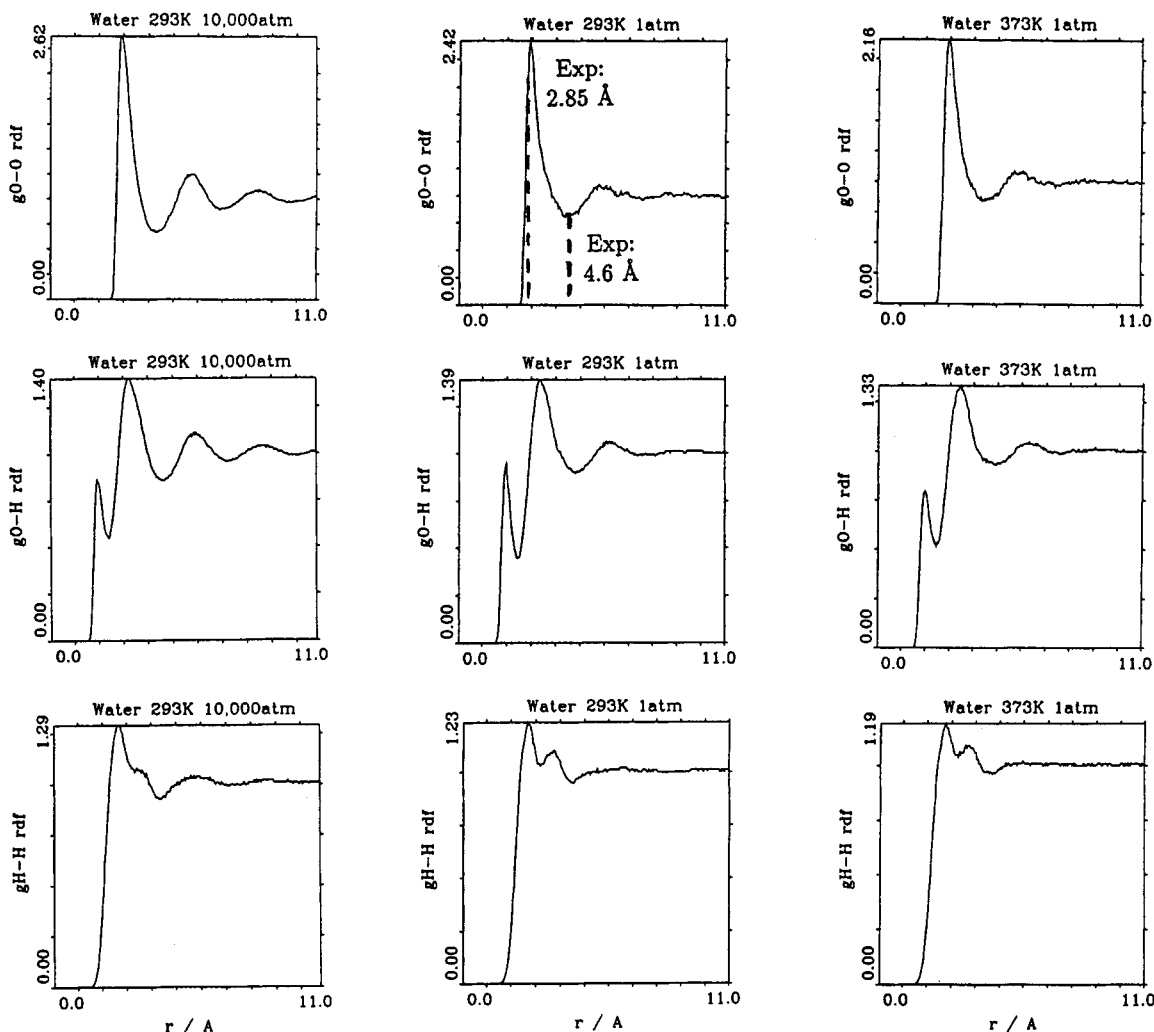 Water 293K 10,000atm
2.62
gO-O rdf
0.00
0.0
11.0
Water 293K 1atm
2.42
gO-O rdf
0.00
Exp:
2.85 Å
Exp:
4.6 Å
0.0
11.0
Water 373K 1atm
2.16
gO-O rdf
0.00
0.0
11.0
Water 293K 10,000atm
1.40
gO-H rdf
0.00
0.0
11.0
Water 293K 1atm
1.39
gO-H rdf
0.00
0.0
11.0
Water 373K 1atm
1.33
gO-H rdf
0.00
0.0
11.0
Water 293K 10,000atm
1.29
gH-H rdf
0.00
0.0
11.0
r / A
Water 293K 1atm
1.23
gH-H rdf
0.00
0.0
11.0
r / A
Water 373K 1atm
1.19
gH-H rdf
0.00
0.0
11.0
r / A